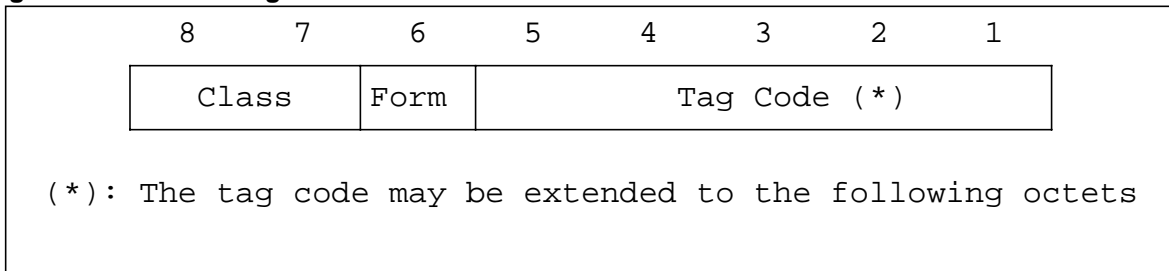 8 7 6 5 4 3 2 1
Class Form Tag Code (*)
(*): The tag code may be extended to the following octets